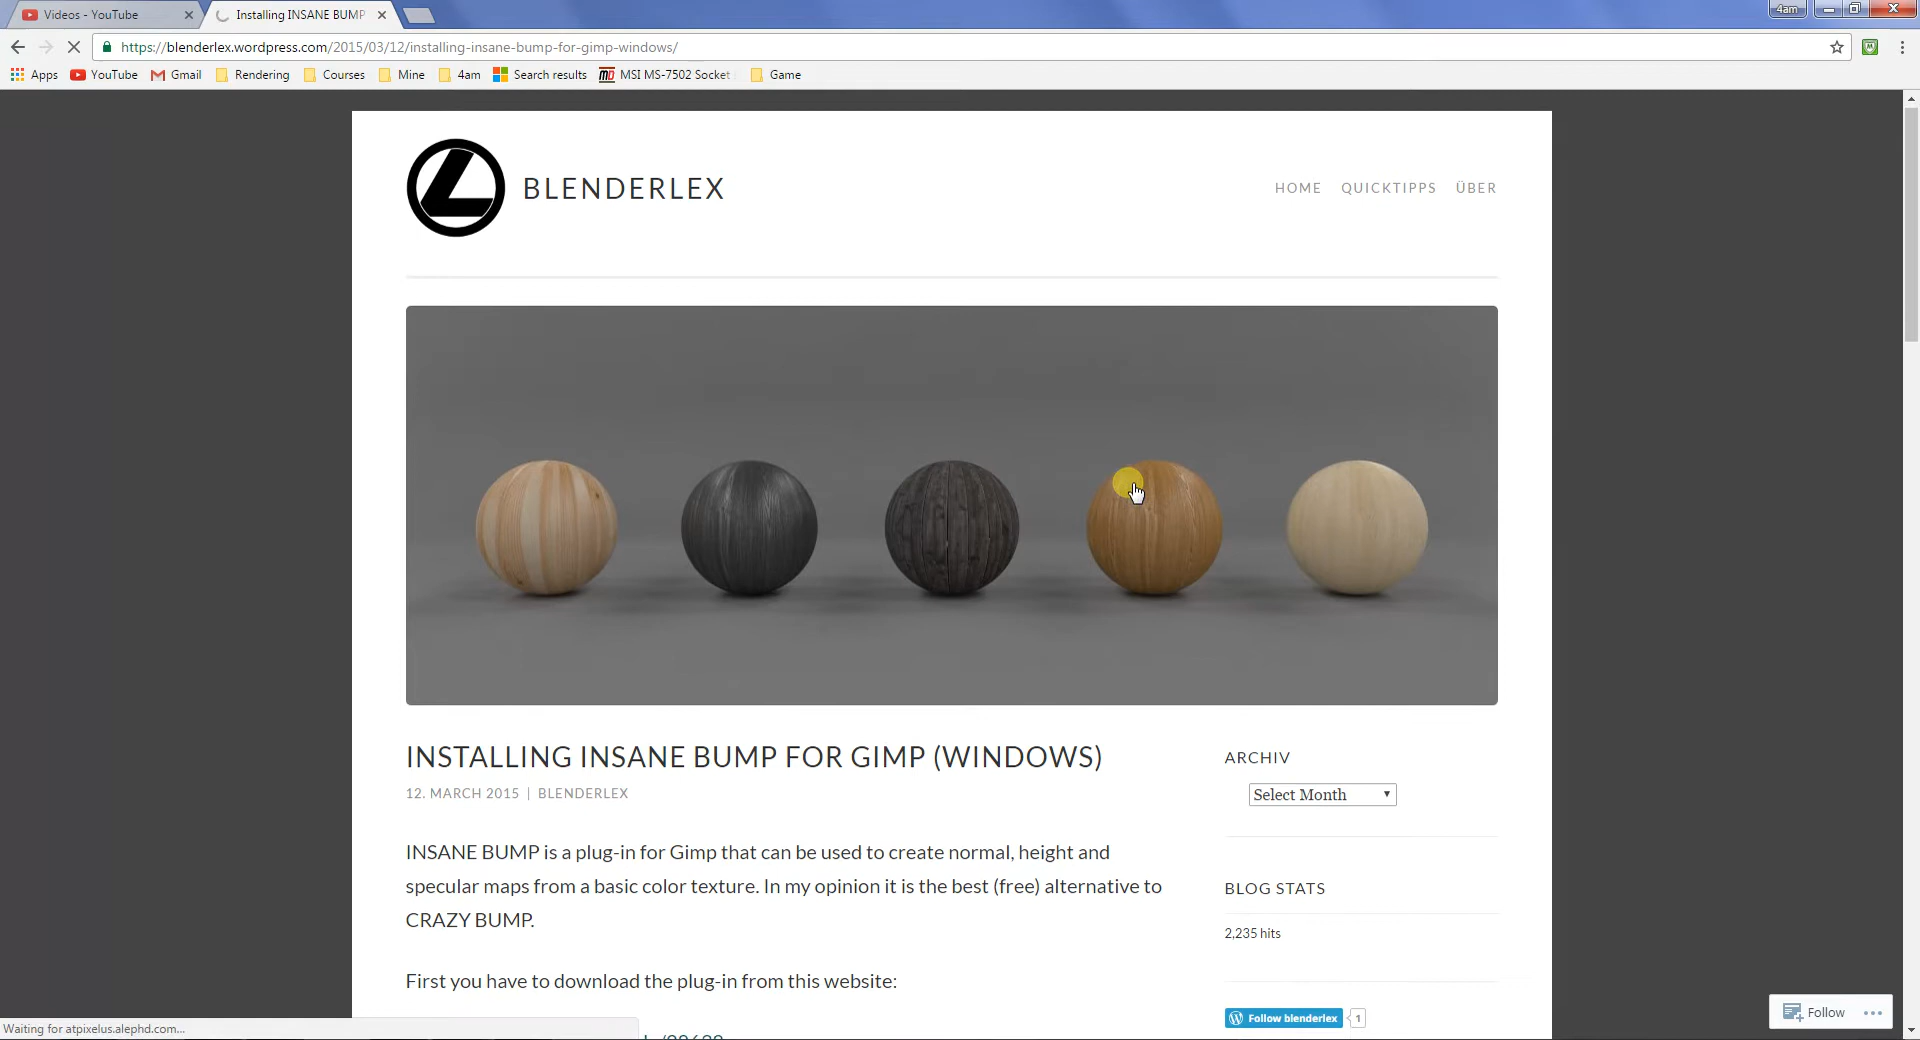 Videos - YouTube
Installing INSANE BUMP
4am
https://blenderlex.wordpress.com/2015/03/12/installing-insane-bump-for-gimp-windows/
Apps YouTube Gmail Rendering Courses Mine 4am Search results MSI MS-7502 Socket Game
BLENDERLEX
HOME QUICKTIPPS ÜBER
INSTALLING INSANE BUMP FOR GIMP (WINDOWS)
12. MARCH 2015 | BLENDERLEX
INSANE BUMP is a plug-in for Gimp that can be used to create normal, height and
specular maps from a basic color texture. In my opinion it is the best (free) alternative to
CRAZY BUMP.
First you have to download the plug-in from this website:
ARCHIV
Select Month
BLOG STATS
2,235 hits
Follow blenderlex 1
Follow
Waiting for atpixelus.alephd.com...